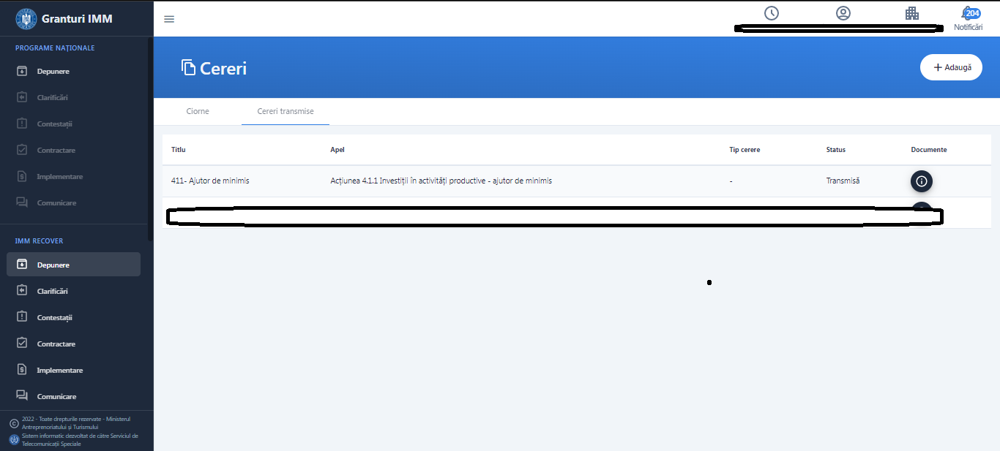 Granturi IMM
204
Notificări
PROGRAME NAȚIONALE
Depunere
Clarificări
Contestații
Contractare
Implementare
Comunicare
IMM RECOVER
Depunere
Clarificări
Contestații
Contractare
Implementare
Comunicare
2022 - Toate drepturile rezervate - Ministerul
Antreprenoriatului și Turismului
Sistem informatic dezvoltat de către Serviciul de
Telecomunicații Speciale
Cereri
Adaugă
Ciorne Cereri transmise
Titlu Apel Tip cerere Status Documente
411- Ajutor de minimis Acțiunea 4.1.1 Investiții în activități productive - ajutor de minimis - Transmisă